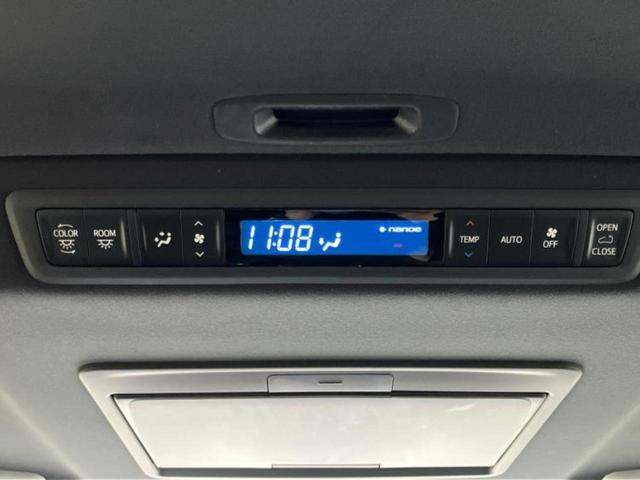 COLOR
ROOM
11:08
nanoe
TEMP
AUTO
OFF
OPEN
CLOSE